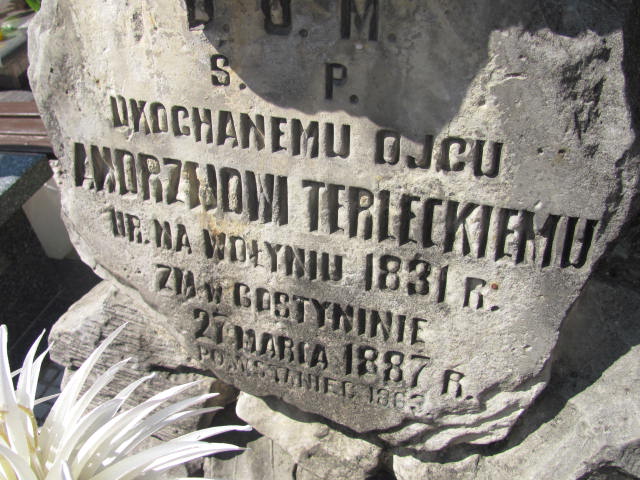 D. O. M.
S. P.
UKOCHANEMU OJCU
ANDRZEJOWI TERLECKIEMU
UR. NA WOŁYNIU 1831 R.
ZM. W GOSTYNINIE
27 MARCA 1887 R.
POWSTANIEC 1863